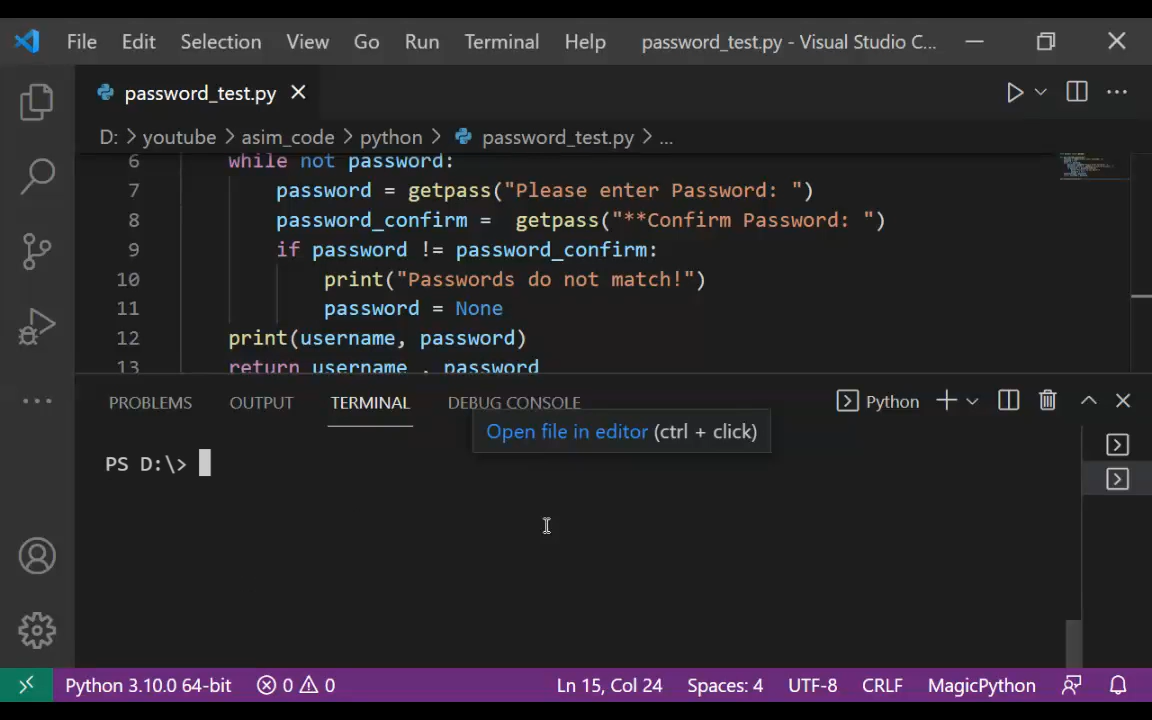 File Edit Selection View Go Run Terminal Help password_test.py - Visual Studio C...
password_test.py
D: > youtube > asim_code > python > password_test.py > ...
6 while not password:
7 password = getpass("Please enter Password: ")
8 password_confirm =  getpass("**Confirm Password: ")
9 if password != password_confirm:
10 print("Passwords do not match!")
11 password = None
12 print(username, password)
13 return username , password
PROBLEMS OUTPUT TERMINAL DEBUG CONSOLE Python
Open file in editor (ctrl + click)
PS D:\>
Python 3.10.0 64-bit 0 0 Ln 15, Col 24 Spaces: 4 UTF-8 CRLF MagicPython